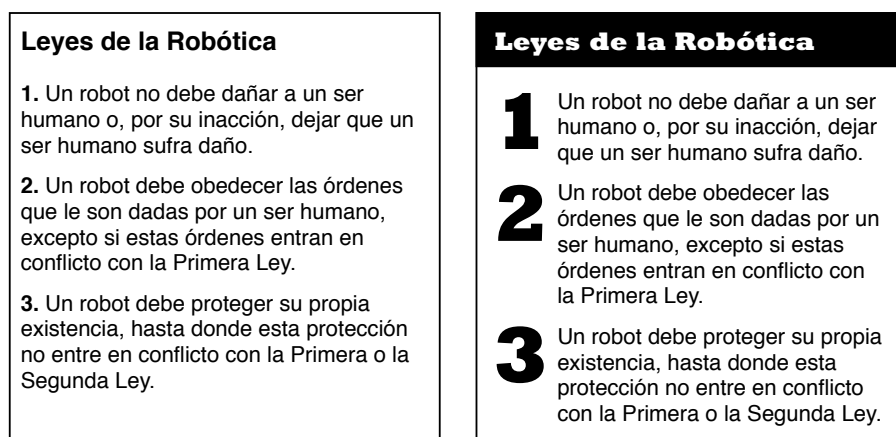 Leyes de la Robótica
1. Un robot no debe dañar a un ser
humano o, por su inacción, dejar que un
ser humano sufra daño.
2. Un robot debe obedecer las órdenes
que le son dadas por un ser humano,
excepto si estas órdenes entran en
conflicto con la Primera Ley.
3. Un robot debe proteger su propia
existencia, hasta donde esta protección
no entre en conflicto con la Primera o la
Segunda Ley.
Leyes de la Robótica
1 Un robot no debe dañar a un ser
humano o, por su inacción, dejar
que un ser humano sufra daño.
2 Un robot debe obedecer las
órdenes que le son dadas por un
ser humano, excepto si estas
órdenes entran en conflicto con
la Primera Ley.
3 Un robot debe proteger su propia
existencia, hasta donde esta
protección no entre en conflicto
con la Primera o la Segunda Ley.